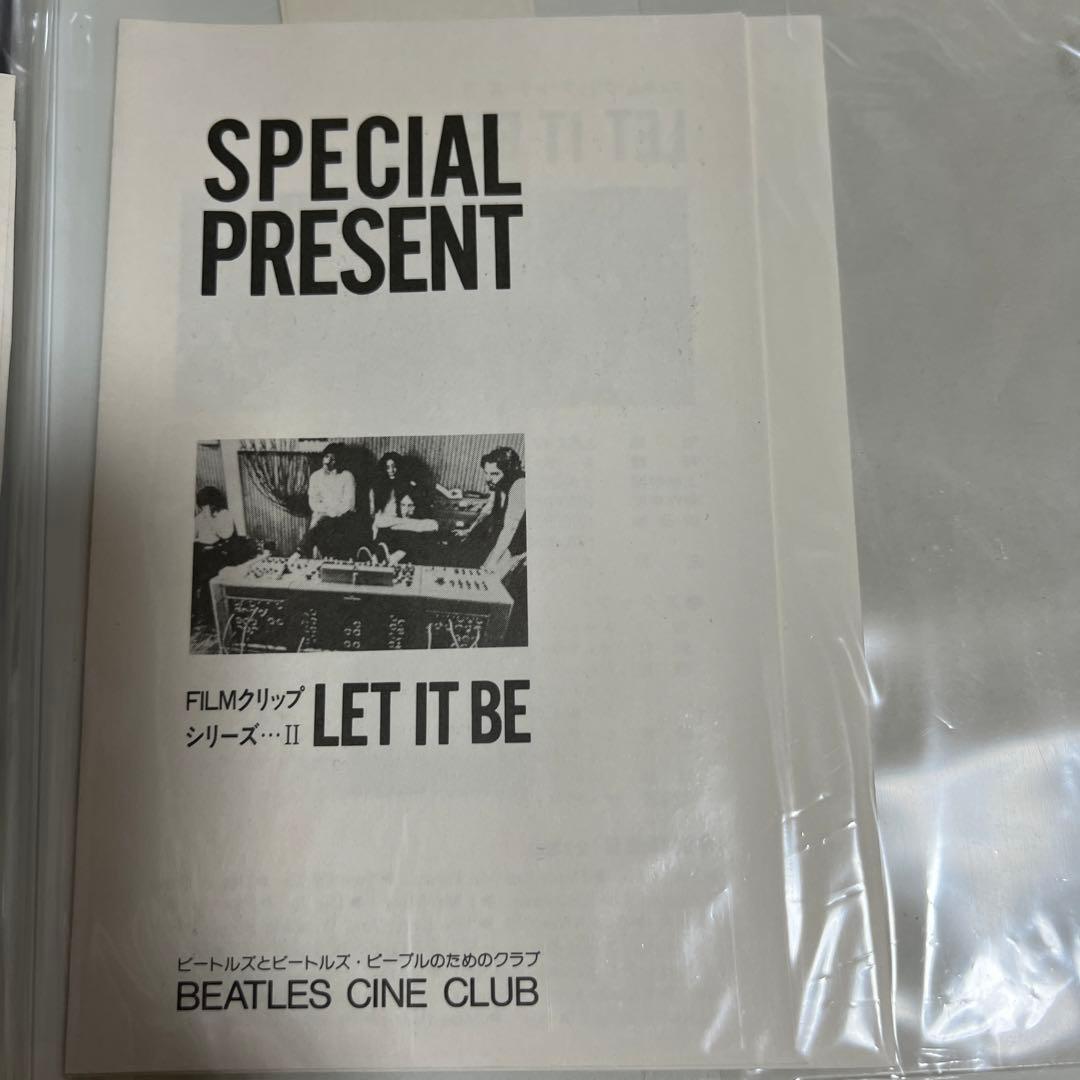 SPECIAL
PRESENT
FILMクリップ
シリーズ…II LET IT BE
ビートルズとビートルズ・ピープルのためのクラブ
BEATLES CINE CLUB